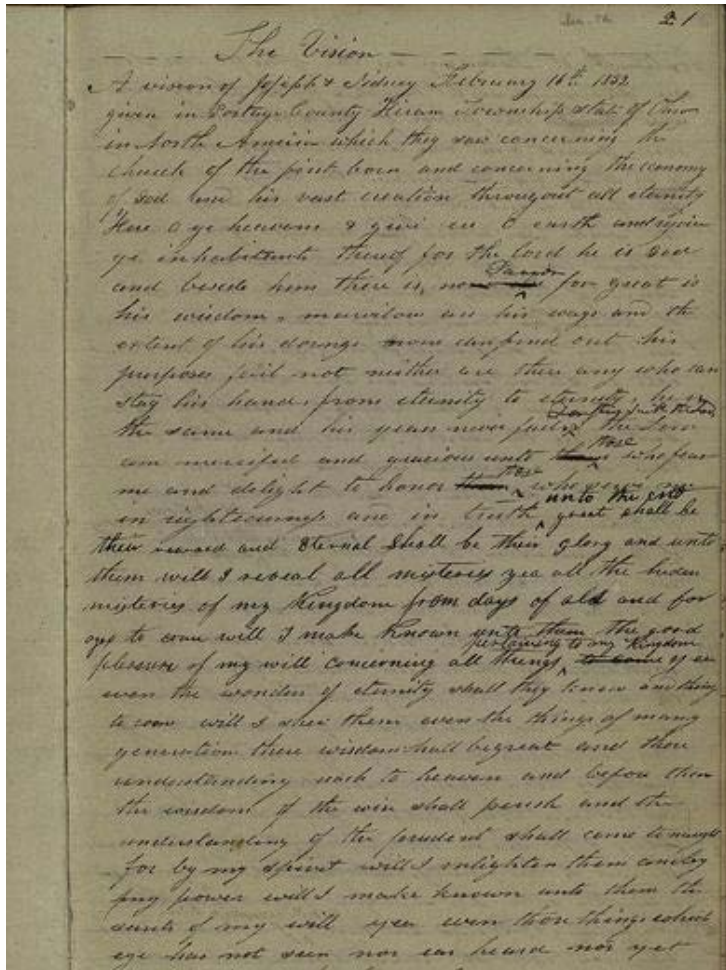 21
The Vision
A vision of Joseph & Sidney February 16th 1832
given in Portage County Hiram Township state of Ohio
in North America which they saw concerning the
church of the first born and concerning the economy
of God and his vast creation throughout all eternity
Here O ye heavens & give ear O earth and rejoice
ye inhabitants thereof for the lord he is God
and beside him there is none for great is
his wisdom marvilous are his ways and the
extent of his doings none can find out his
purposes fail not neither are there any who can
stay his hand, from eternity to eternity he is
the same and his years never fail the Lord
am merciful and gracious unto those who fear
me and delight to honor those who serve me
in righteousness and in truth unto the end great shall be
their reward and eternal shall be their glory and unto
them will I reveal all misteries yea all the hiden
misteries of my Kingdom from days of old and for
ages to come will I make known unto them the good
pleasure of my will concerning all things pertaining to my Kingdom to come yea
even the wonders of eternity shall they know and things
to come will I shew them even the things of many
generation there wisdom shall be great and there
understanding reach to heaven and before them
the wisdom of the wise shall perish and the
understanding of the prudent shall come to naught
for by my spirit will I enlighten them and by
my power will I make known unto them the
secrets of my will yea even those things which
eye has not seen nor ear heard nor yet